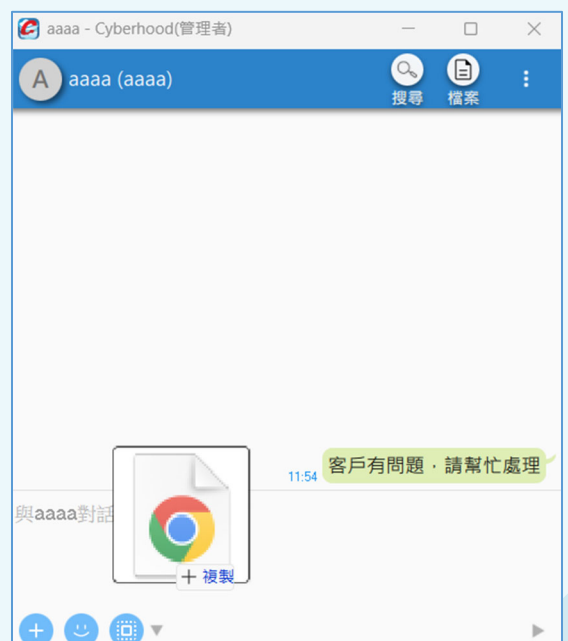 aaaa - Cyberhood(管理者)
A aaaa (aaaa)
搜尋 檔案
11:54 客戶有問題，請幫忙處理
與aaaa對話
+ 複製